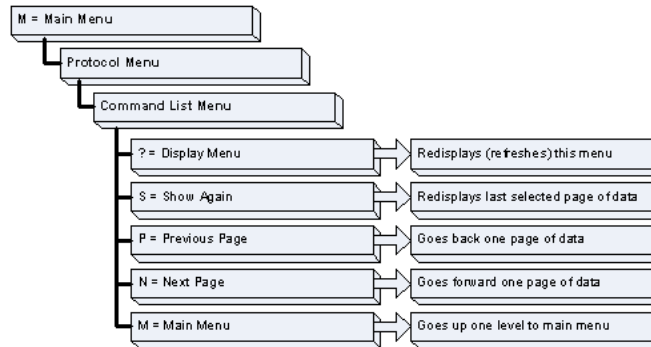 M = Main Menu
Protocol Menu
Command List Menu
? = Display Menu
Redisplays (refreshes) this menu
S = Show Again
Redisplays last selected page of data
P = Previous Page
Goes back one page of data
N = Next Page
Goes forward one page of data
M = Main Menu
Goes up one level to main menu